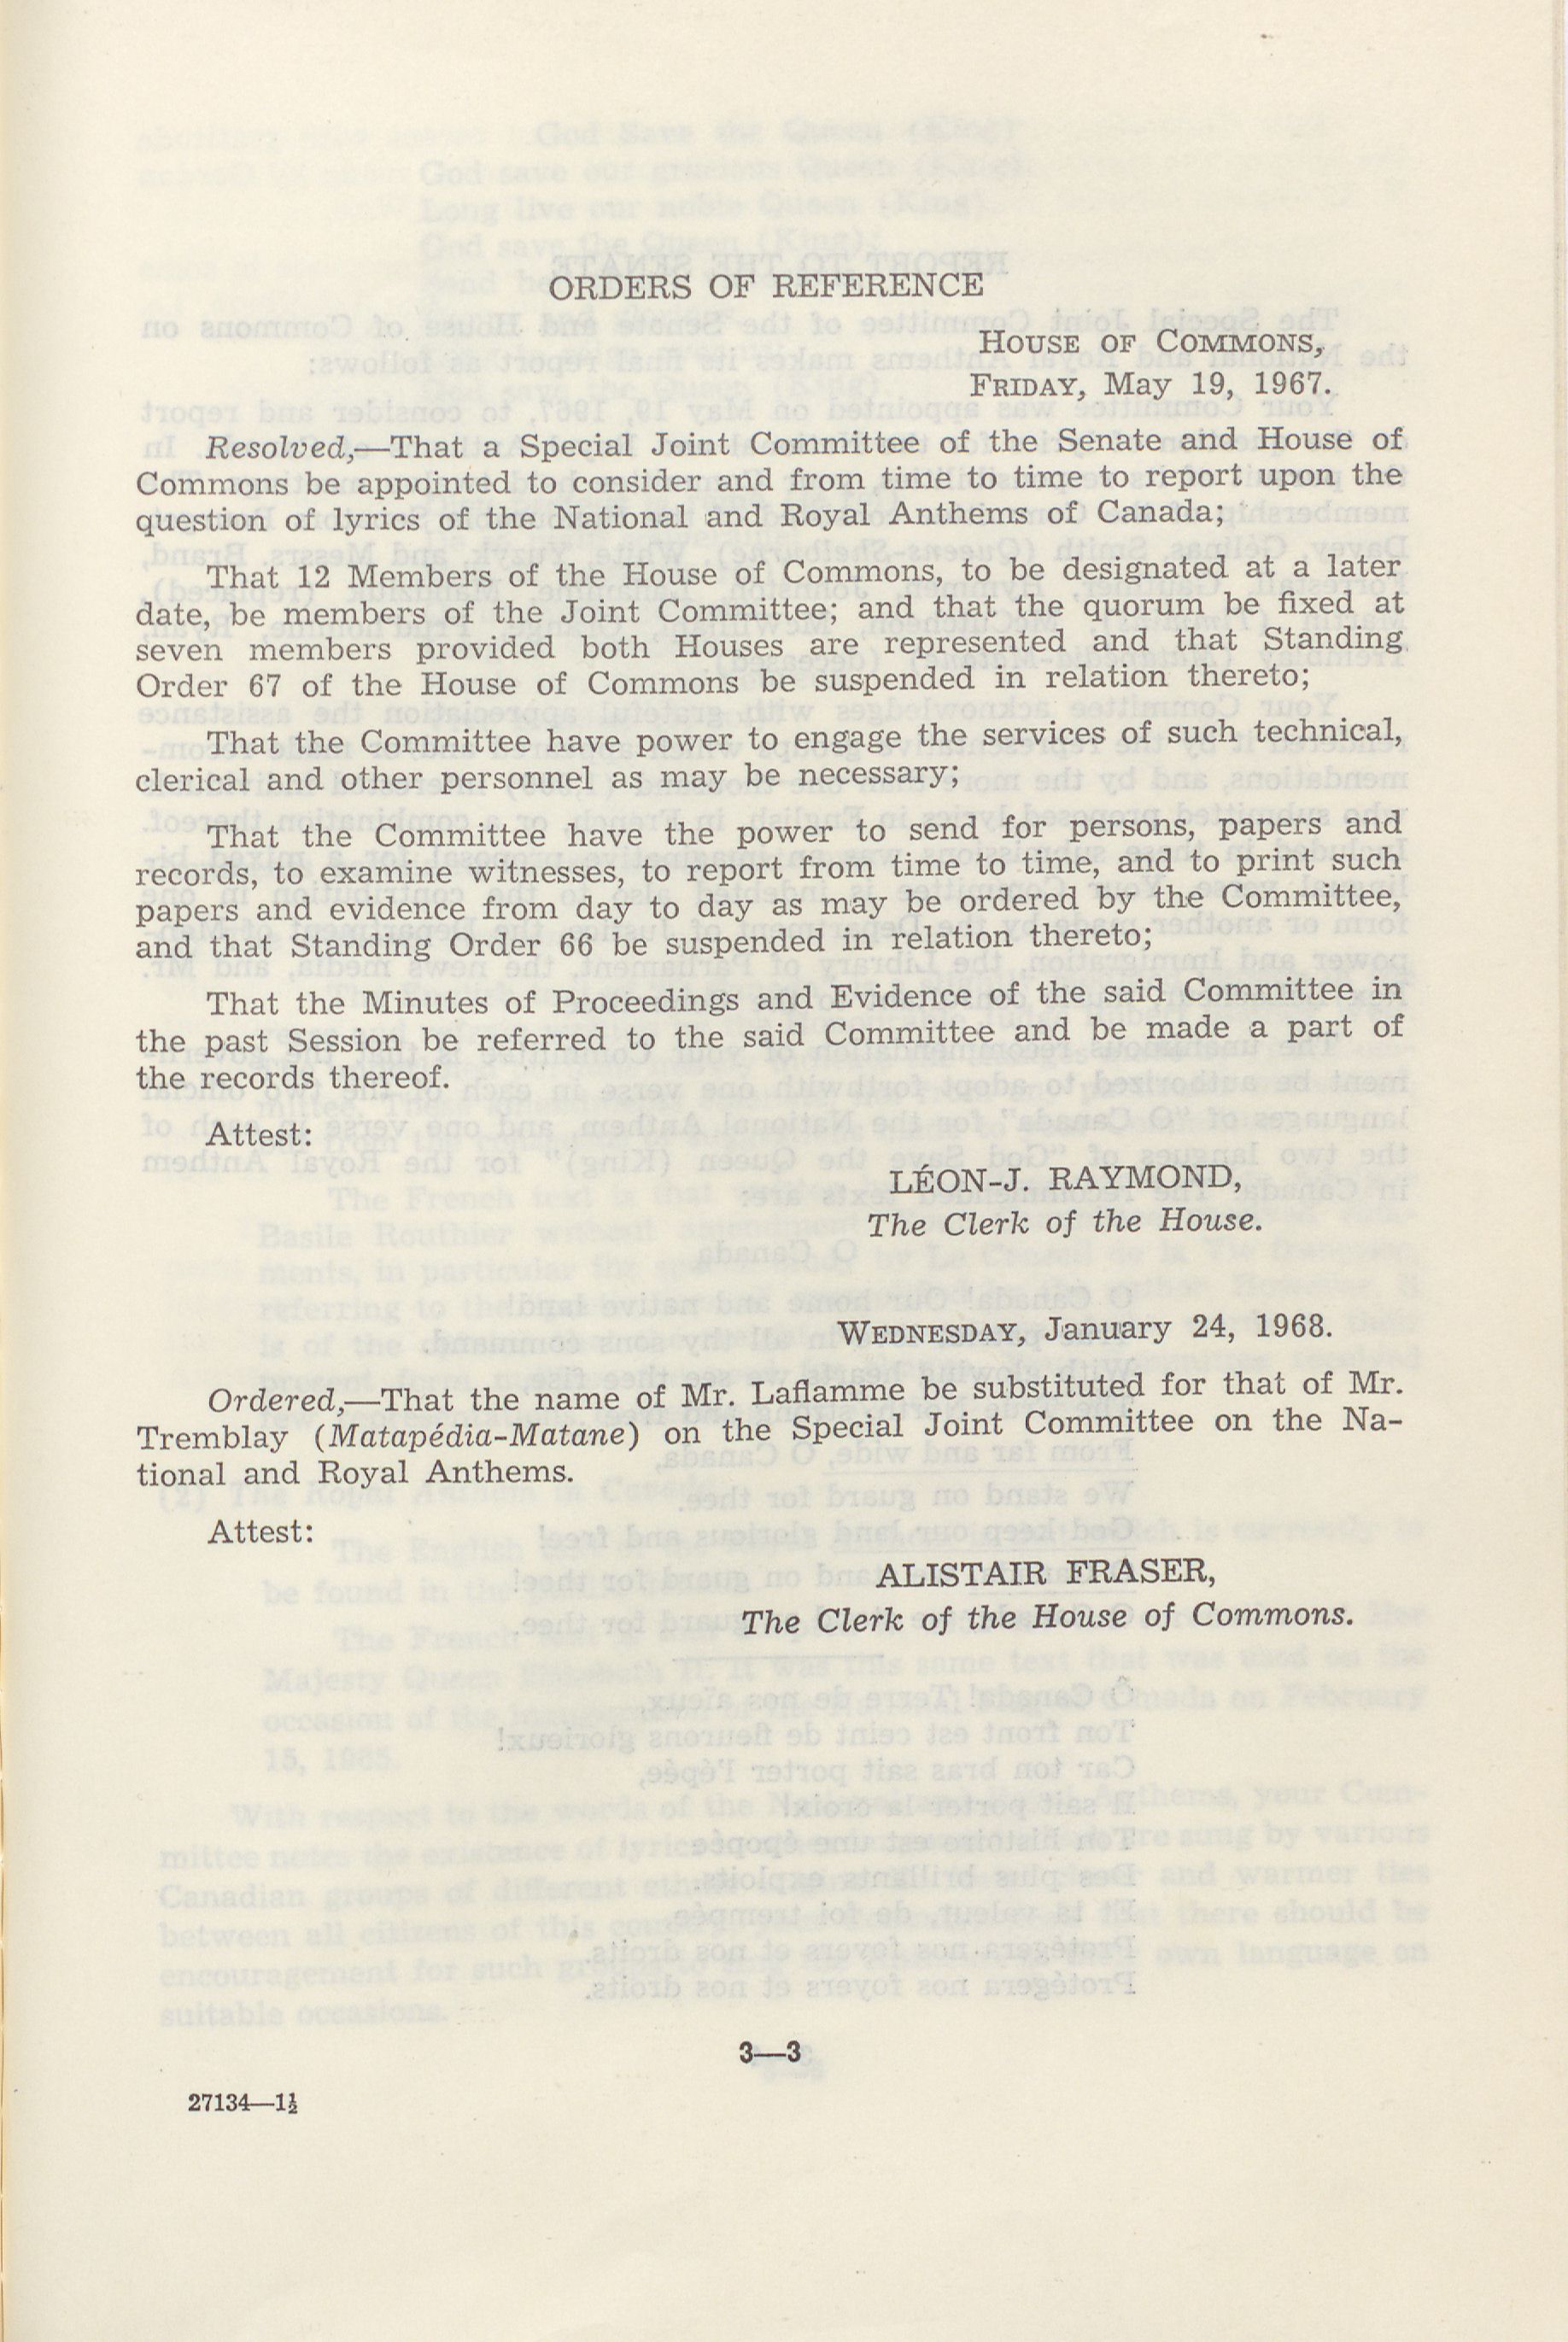 ORDERS OF REFERENCE
HOUSE OF COMMONS,
FRIDAY, May 19, 1967.
Resolved,—That a Special Joint Committee of the Senate and House of
Commons be appointed to consider and from time to time to report upon the
question of lyrics of the National and Royal Anthems of Canada;
That 12 Members of the House of Commons, to be designated at a later
date, be members of the Joint Committee; and that the quorum be fixed at
seven members provided both Houses are represented and that Standing
Order 67 of the House of Commons be suspended in relation thereto;
That the Committee have power to engage the services of such technical,
clerical and other personnel as may be necessary;
That the Committee have the power to send for persons, papers and
records, to examine witnesses, to report from time to time, and to print such
papers and evidence from day to day as may be ordered by the Committee,
and that Standing Order 66 be suspended in relation thereto;
That the Minutes of Proceedings and Evidence of the said Committee in
the past Session be referred to the said Committee and be made a part of
the records thereof.
Attest:
LÉON-J. RAYMOND,
The Clerk of the House.
WEDNESDAY, January 24, 1968.
Ordered,—That the name of Mr. Laflamme be substituted for that of Mr.
Tremblay (Matapédia-Matane) on the Special Joint Committee on the Na-
tional and Royal Anthems.
Attest:
ALISTAIR FRASER,
The Clerk of the House of Commons.
3—3
27134—1½